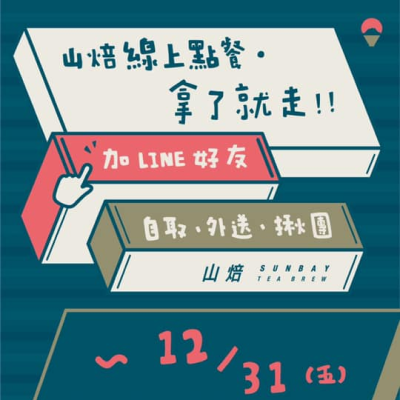 山焙線上點餐・
拿了就走!!
加 LINE 好友
自取、外送、揪團
山焙 SUNBAY
TEA BREW
~ 12/31 (五)